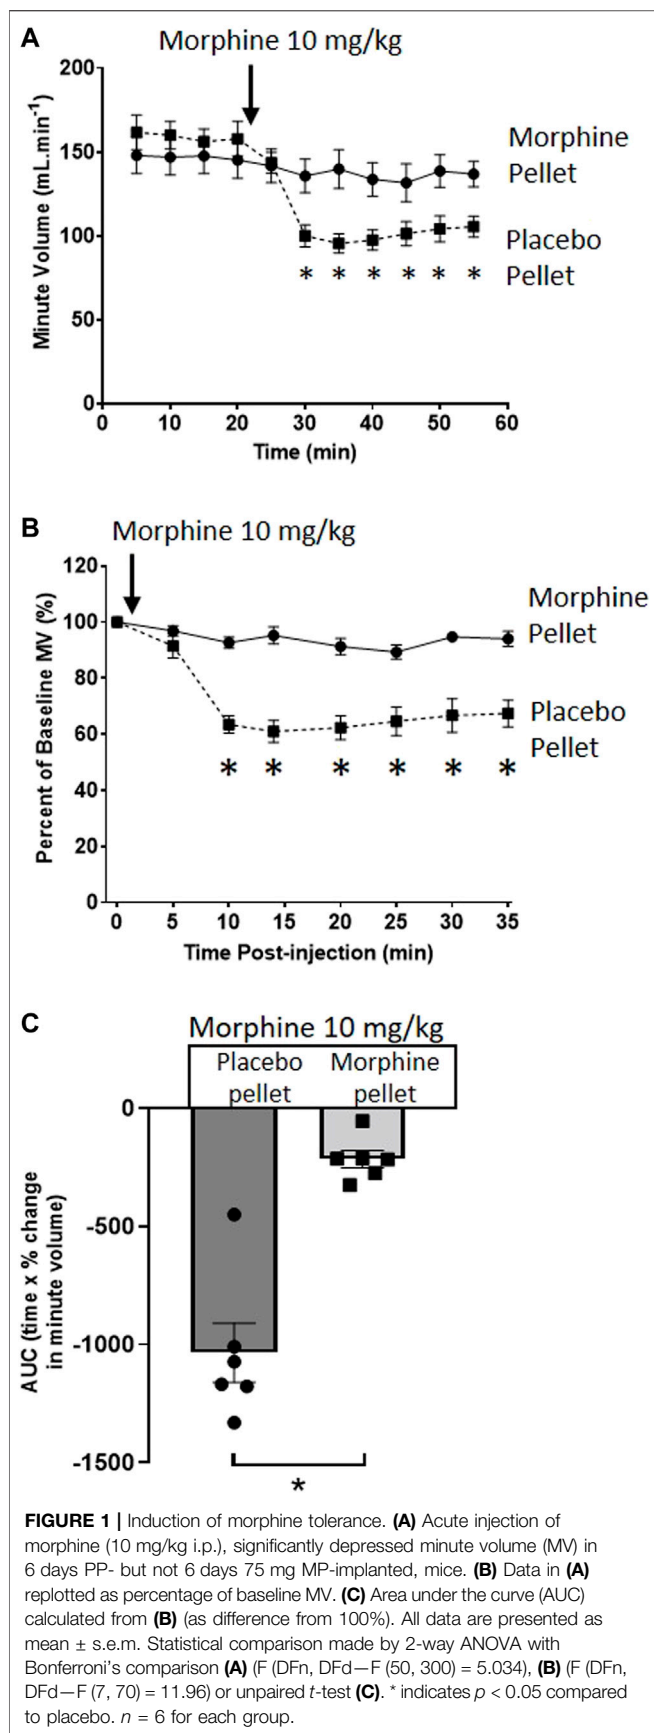 A
Morphine 10 mg/kg
200
150
100
50
0
Minute Volume (mL.min⁻¹)
Morphine
Pellet
Placebo
Pellet
* * * * * *
0 10 20 30 40 50 60
Time (min)
B
Morphine 10 mg/kg
120
100
80
60
40
20
0
Percent of Baseline MV (%)
Morphine
Pellet
Placebo
Pellet
* * * * * *
0 5 10 15 20 25 30 35
Time Post-injection (min)
C
Morphine 10 mg/kg
Placebo
pellet
Morphine
pellet
0
-500
-1000
-1500
AUC (time x % change
in minute volume)
*
FIGURE 1 | Induction of morphine tolerance. (A) Acute injection of
morphine (10 mg/kg i.p.), significantly depressed minute volume (MV) in
6 days PP- but not 6 days 75 mg MP-implanted, mice. (B) Data in (A)
replotted as percentage of baseline MV. (C) Area under the curve (AUC)
calculated from (B) (as difference from 100%). All data are presented as
mean ± s.e.m. Statistical comparison made by 2-way ANOVA with
Bonferroni's comparison (A) (F (DFn, DFd—F (50, 300) = 5.034), (B) (F (DFn,
DFd—F (7, 70) = 11.96) or unpaired t-test (C). * indicates p < 0.05 compared
to placebo. n = 6 for each group.